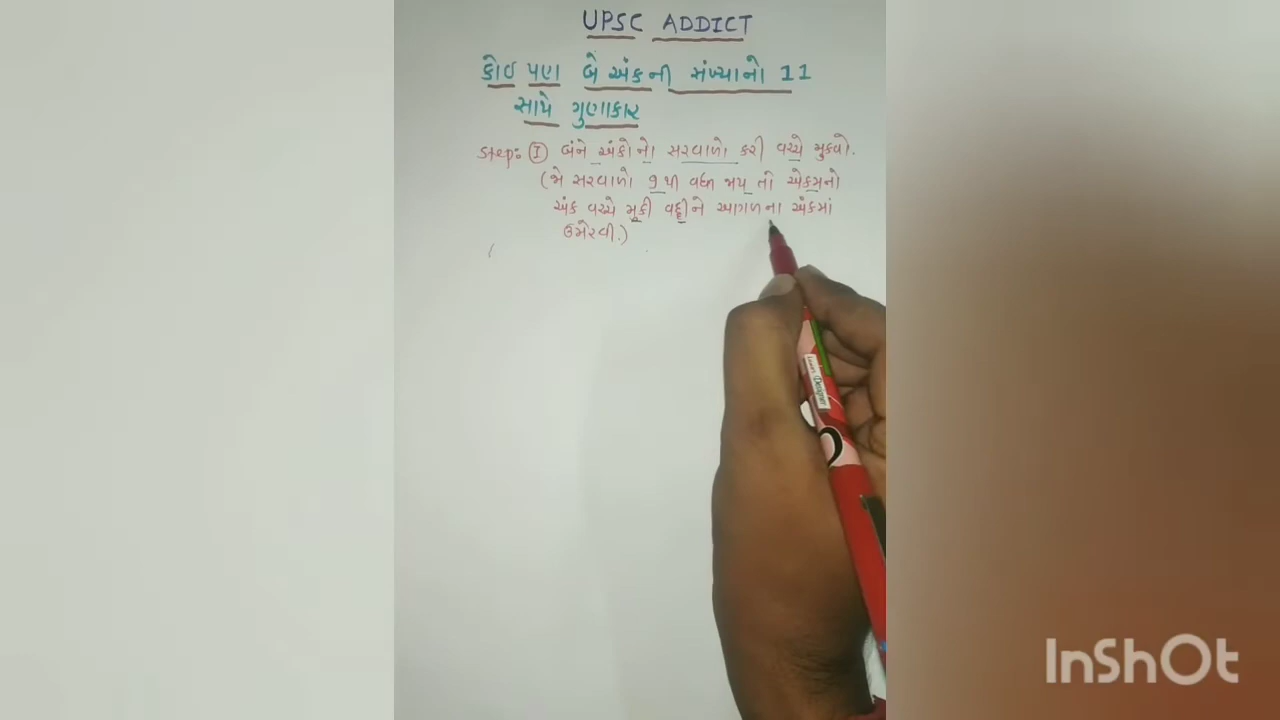 UPSC ADDICT
કોઇ પણ બે અંકની સંખ્યાનો 11
સાથે ગુણાકાર
Step: I બંને અંકોનો સરવાળો કરી વચ્ચે મુકવો.
(જો સરવાળો 9 થી વધી જાય તો એકમનો
અંક વચ્ચે મૂકી વદ્દીને આગળના અંકમાં
ઉમેરવી.)
InShOt